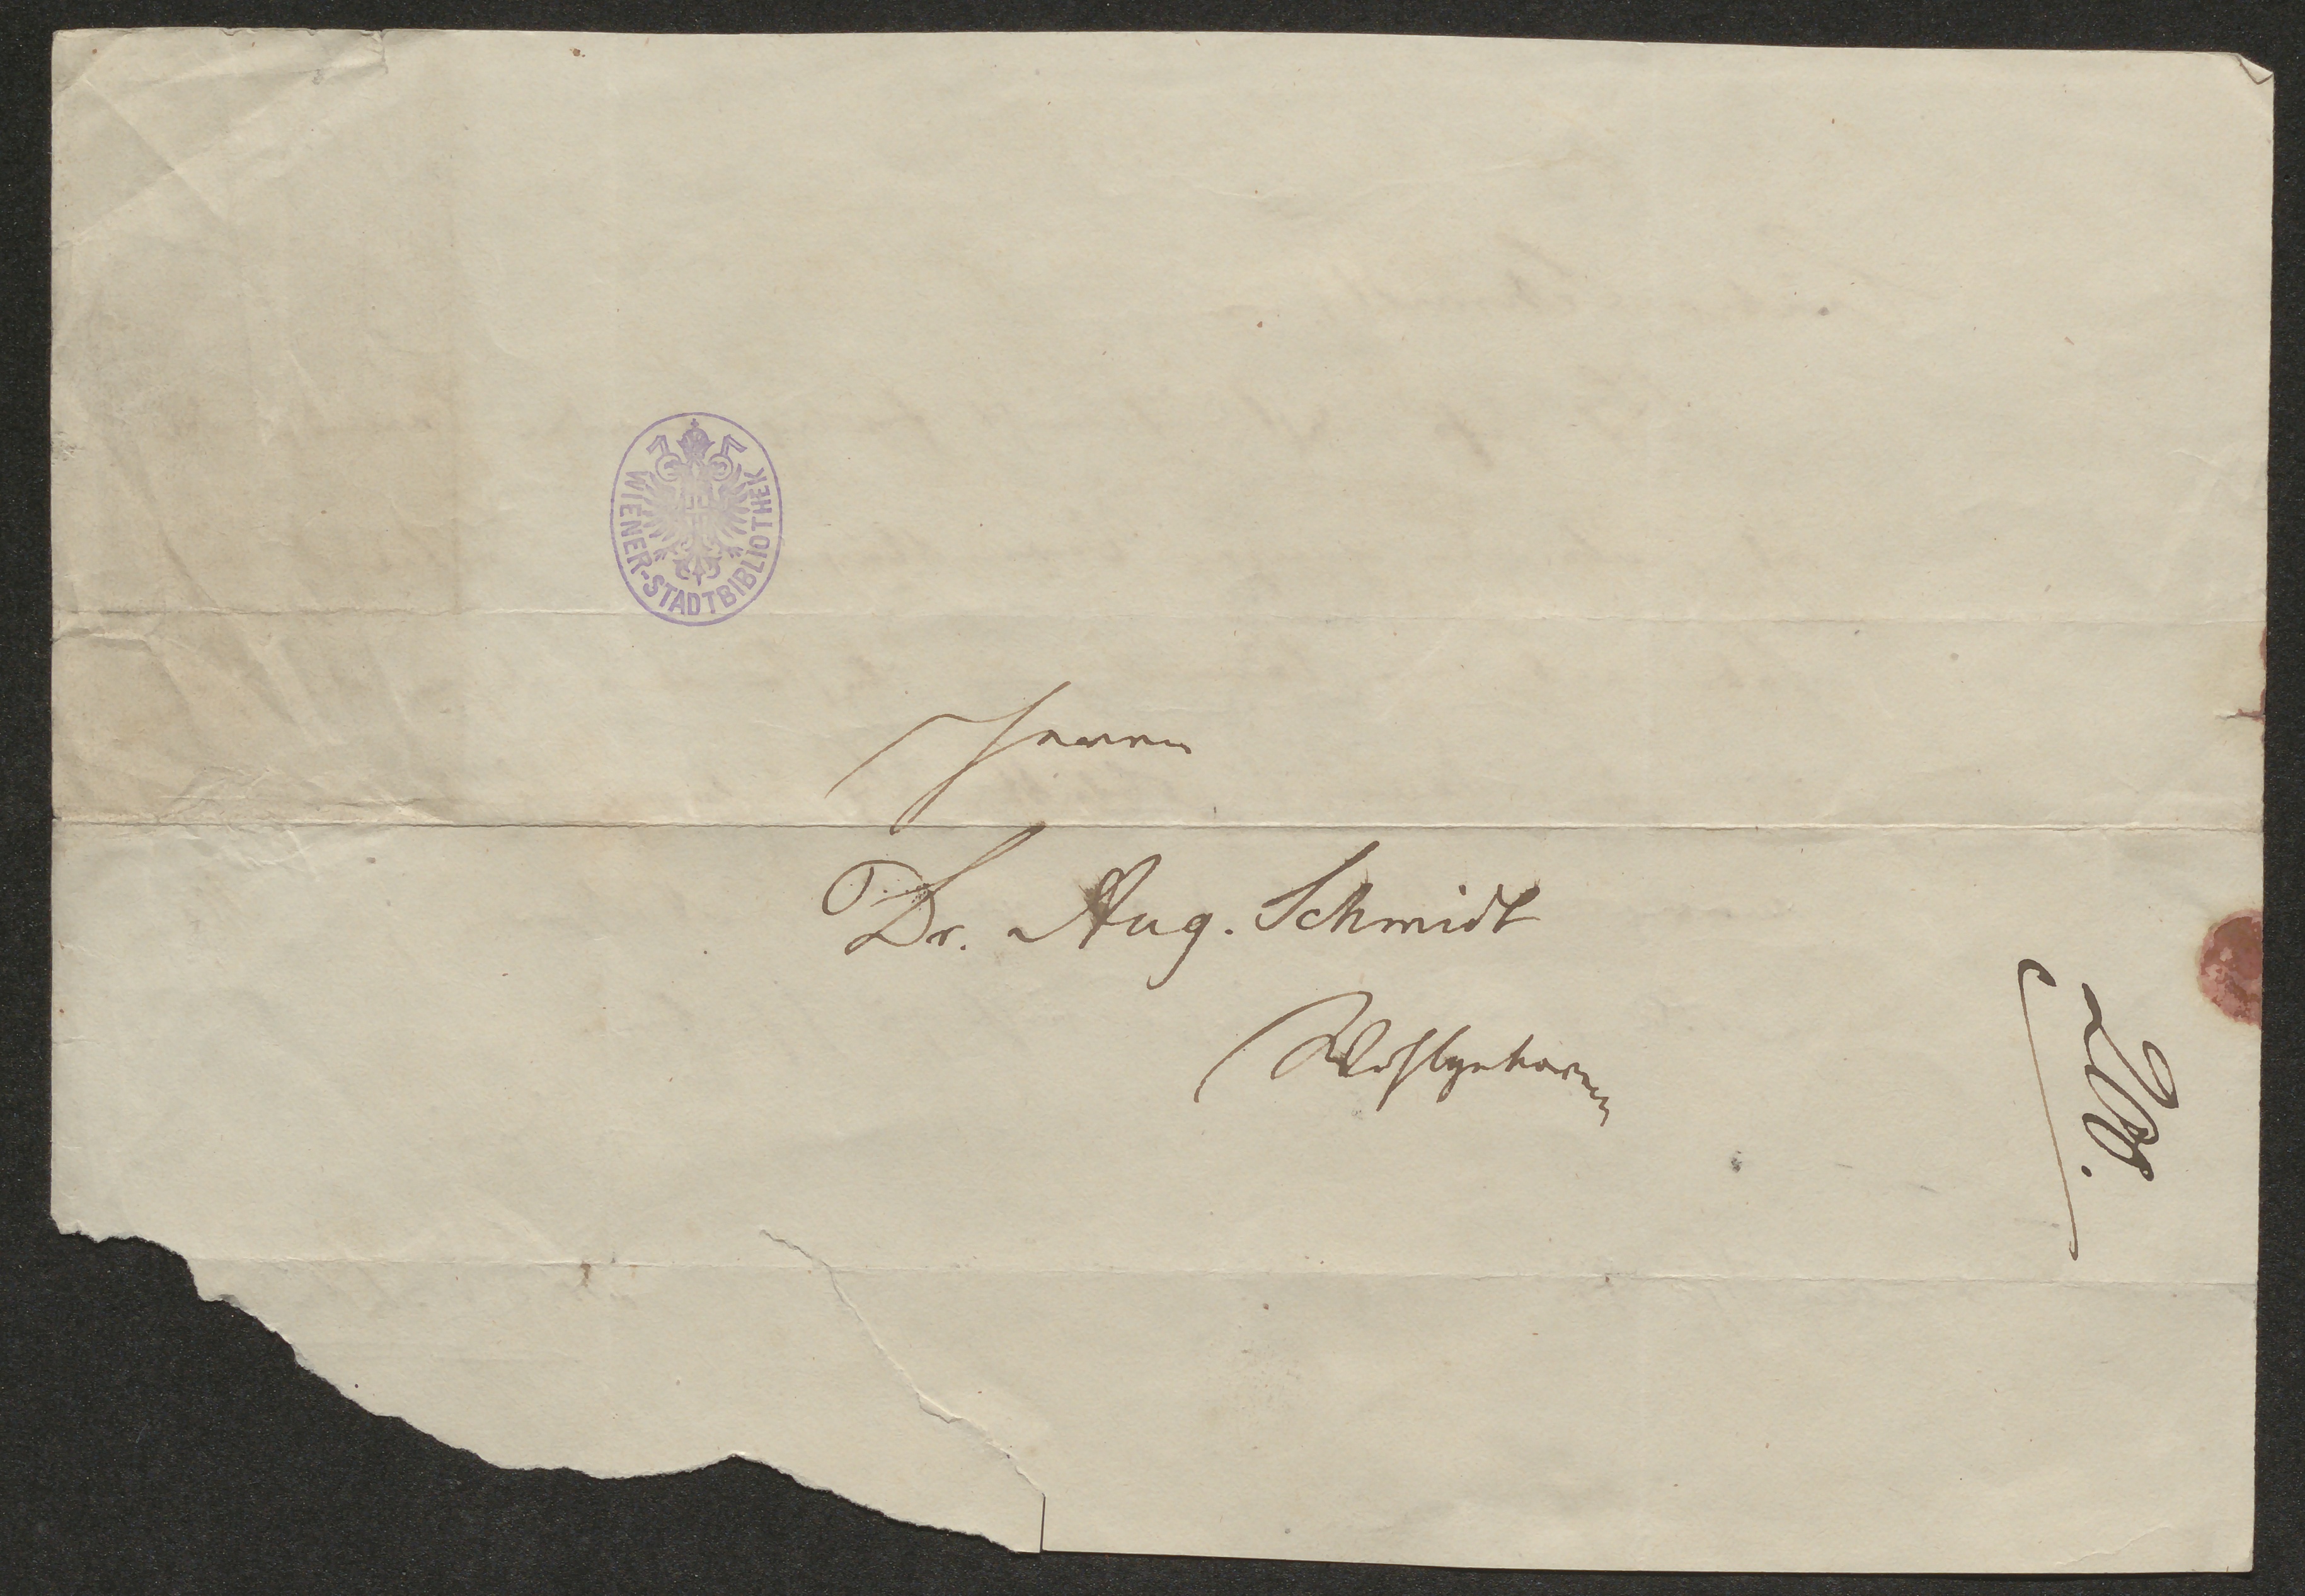 WIENER-STADTBIBLIOTHEK
Herrn
Dr. Aug. Schmidt
Wohlgeboren